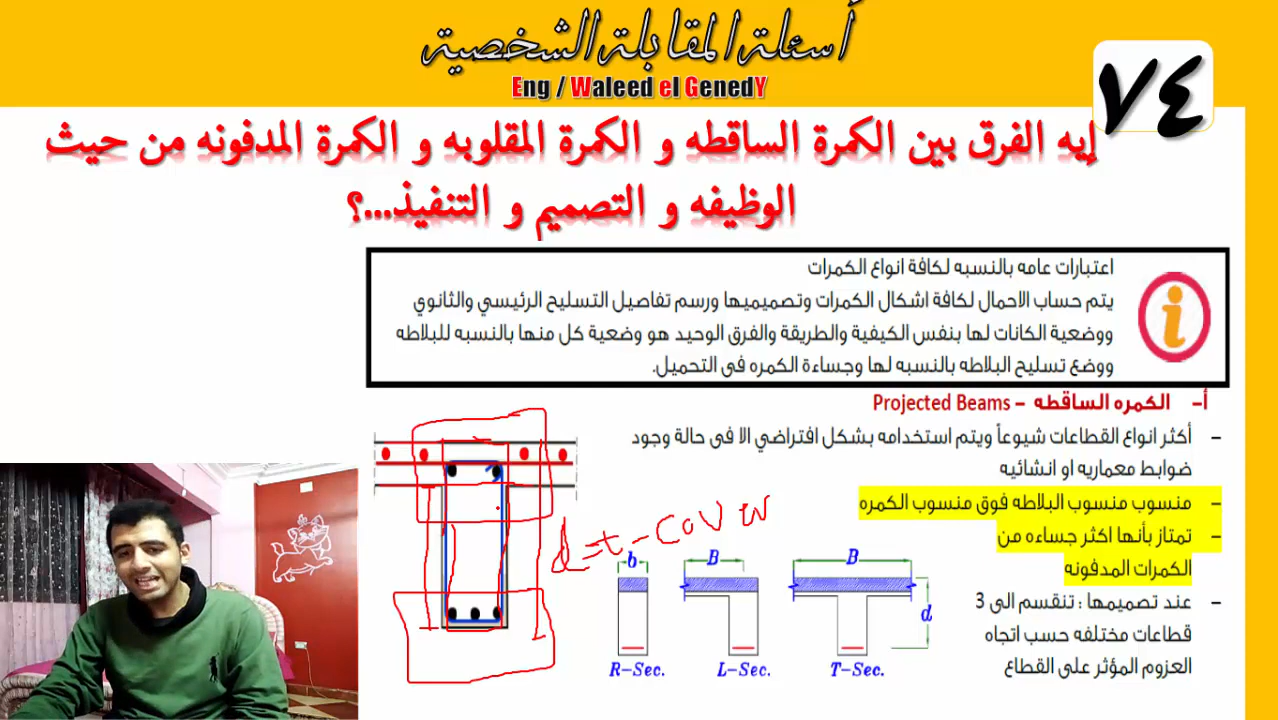 أسئلة المقابلة الشخصية
Eng / Waleed el GenedY
٧٤
إيه الفرق بين الكمرة الساقطه و الكمرة المقلوبه و الكمرة المدفونه من حيث
الوظيفه و التصميم و التنفيذ...؟
اعتبارات عامه بالنسبه لكافة انواع الكمرات
يتم حساب الاحمال لكافة اشكال الكمرات وتصميميها ورسم تفاصيل التسليح الرئيسي والثانوي
ووضعية الكانات لها بنفس الكيفية والطريقة والفرق الوحيد هو وضعية كل منها بالنسبه للبلاطه
ووضع تسليح البلاطه بالنسبه لها وجساءة الكمره فى التحميل.
أ- الكمره الساقطه – Projected Beams
- أكثر انواع القطاعات شيوعاً ويتم استخدامه بشكل افتراضي الا فى حالة وجود
ضوابط معماريه او انشائيه
- منسوب منسوب البلاطه فوق منسوب الكمره
- تمتاز بأنها اكثر جساءه من
الكمرات المدفونه
- عند تصميمها : تنقسم الى 3
قطاعات مختلفه حسب اتجاه
العزوم المؤثر على القطاع
d = t - Cover
b
B
B
d
R-Sec.
L-Sec.
T-Sec.